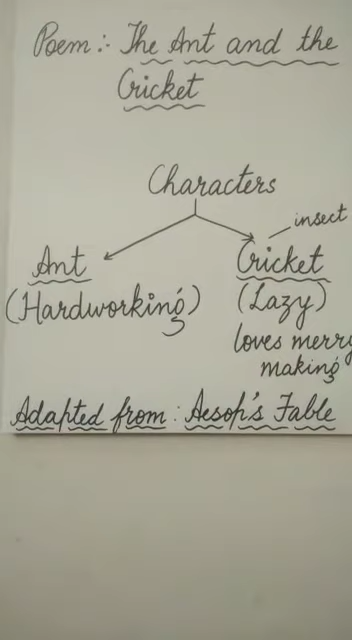 Poem :- The Ant and the
Cricket
Characters
insect
Ant
Cricket
(Hardworking)
(Lazy)
loves merry
making
Adapted from : Aesop's Fable